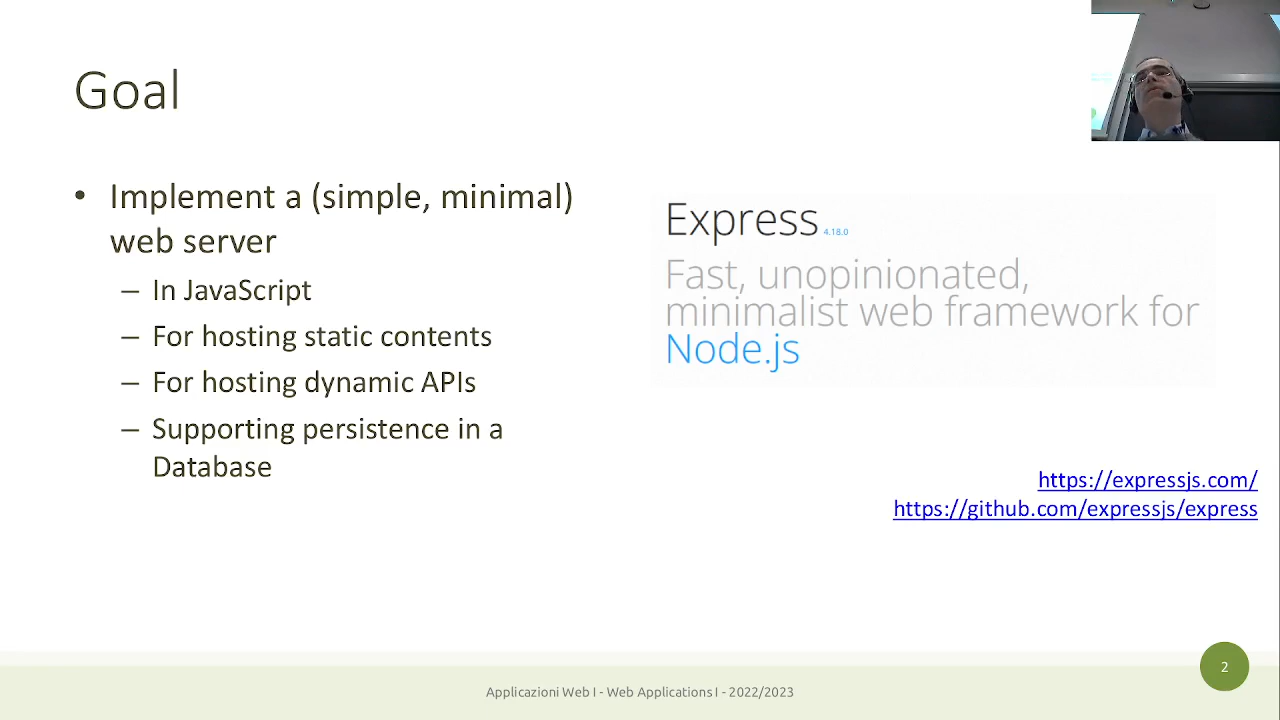 Goal
• Implement a (simple, minimal)
web server
– In JavaScript
– For hosting static contents
– For hosting dynamic APIs
– Supporting persistence in a
Database
Express 4.18.0
Fast, unopinionated,
minimalist web framework for
Node.js
https://expressjs.com/
https://github.com/expressjs/express
Applicazioni Web I - Web Applications I - 2022/2023
2